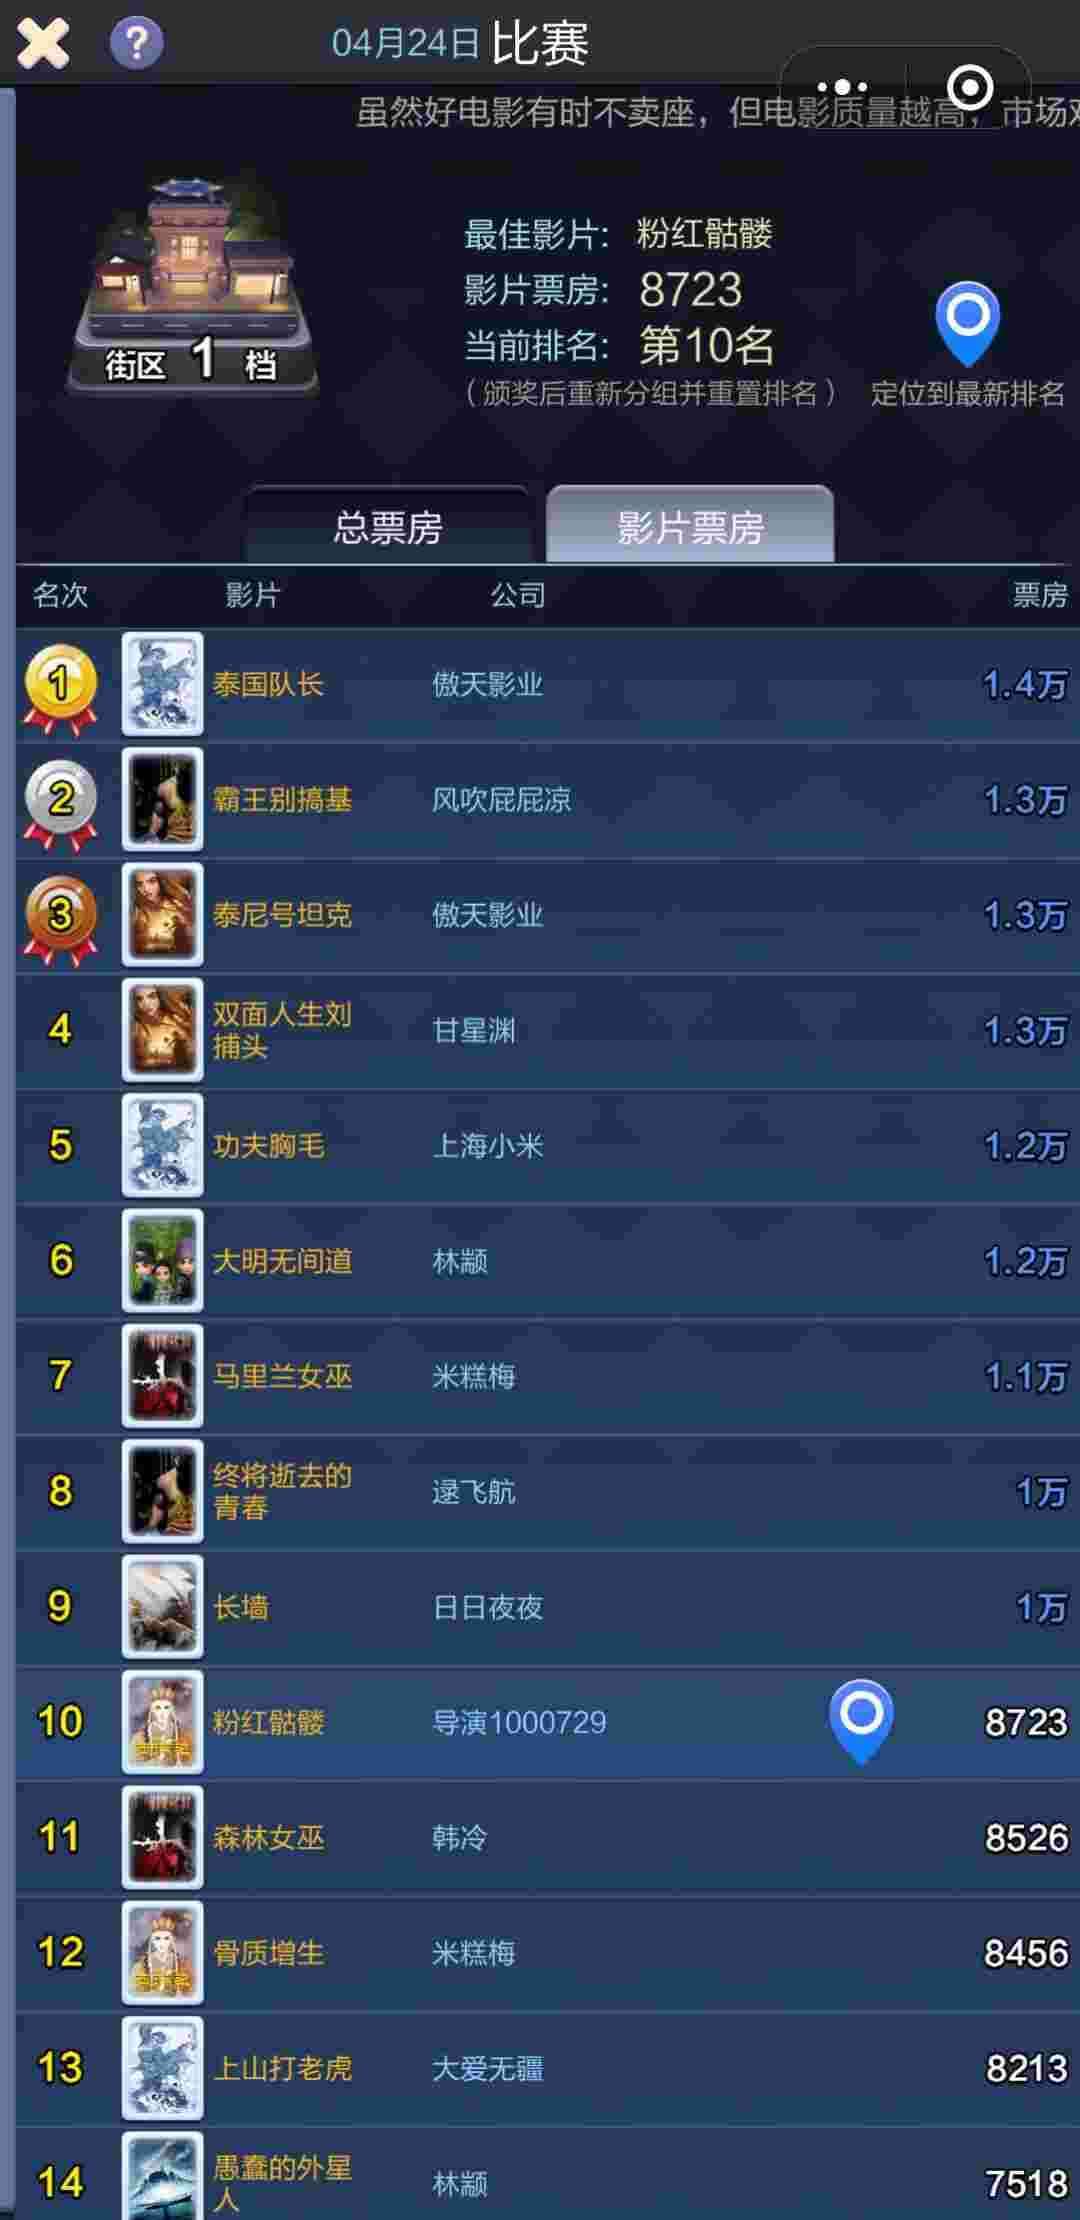 04月24日 比赛
虽然好电影有时不卖座，但电影质量越高，市场
最佳影片: 粉红骷髅
影片票房: 8723
当前排名: 第10名
（颁奖后重新分组并重置排名） 定位到最新排名
街区 1 档
总票房 影片票房
名次 影片 公司 票房
1 泰国队长 傲天影业 1.4万
2 霸王别搞基 风吹屁屁凉 1.3万
3 泰尼号坦克 傲天影业 1.3万
4 双面人生刘捕头 甘星渊 1.3万
5 功夫胸毛 上海小米 1.2万
6 大明无间道 林颛 1.2万
7 马里兰女巫 米糕梅 1.1万
8 终将逝去的青春 逯飞航 1万
9 长墙 日日夜夜 1万
10 粉红骷髅 导演1000729 8723
11 森林女巫 韩冷 8526
12 骨质增生 米糕梅 8456
13 上山打老虎 大爱无疆 8213
14 愚蠢的外星人 林颛 7518